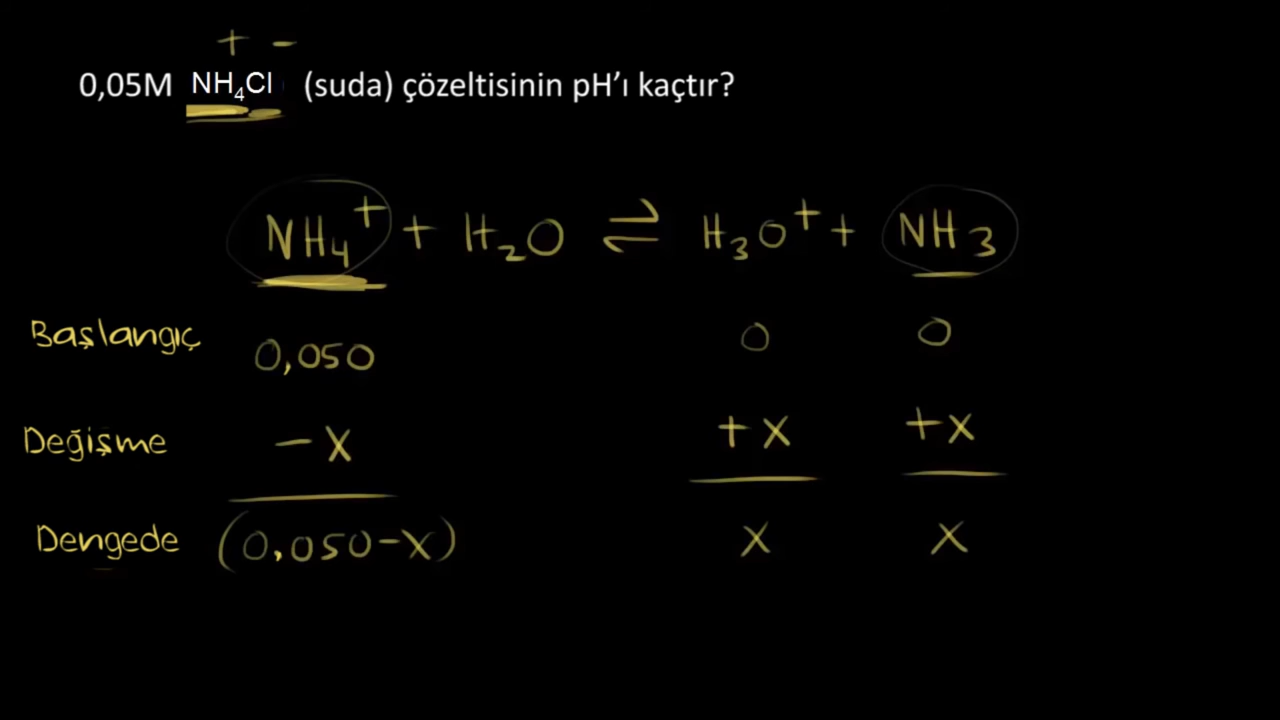 + -
0,05M NH₄Cl (suda) çözeltisinin pH’ı kaçtır?
NH₄⁺ + H₂O ⇌ H₃O⁺ + NH₃
Başlangıç 0,050 0 0
Değişme -X +X +X
Dengede (0,050-X) X X